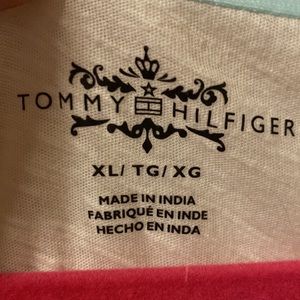 TOMMY HILFIGER
XL/ TG/ XG
MADE IN INDIA
FABRIQUÉ EN INDE
HECHO EN INDA